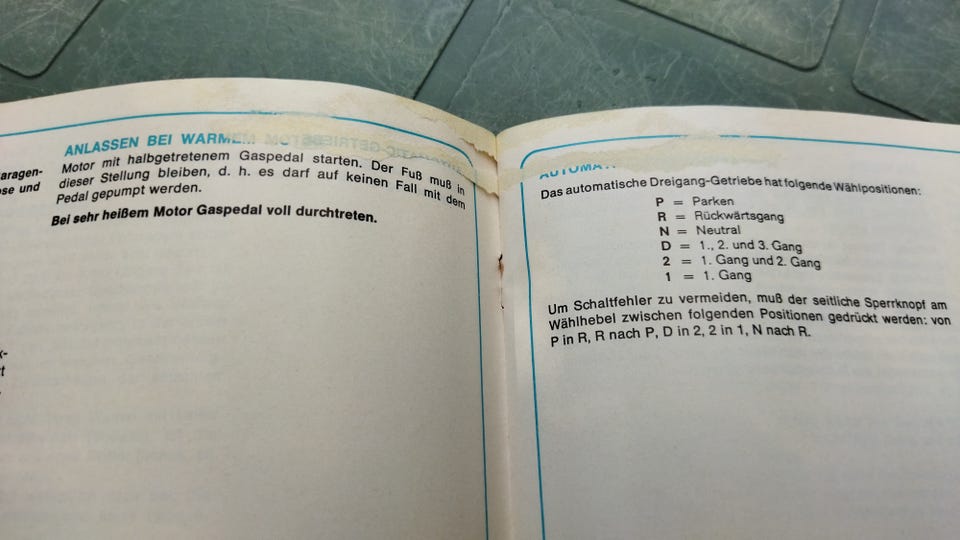 aragen-
ose und
ANLASSEN BEI WARMEM
Motor mit halbgetretenem Gaspedal starten. Der Fuß muß in
dieser Stellung bleiben, d. h. es darf auf keinen Fall mit dem
Pedal gepumpt werden.
Bei sehr heißem Motor Gaspedal voll durchtreten.
Das automatische Dreigang-Getriebe hat folgende Wählpositionen:
P = Parken
R = Rückwärtsgang
N = Neutral
D = 1., 2. und 3. Gang
2 = 1. Gang und 2. Gang
1 = 1. Gang
Um Schaltfehler zu vermeiden, muß der seitliche Sperrknopf am
Wählhebel zwischen folgenden Positionen gedrückt werden: von
P in R, R nach P, D in 2, 2 in 1, N nach R.